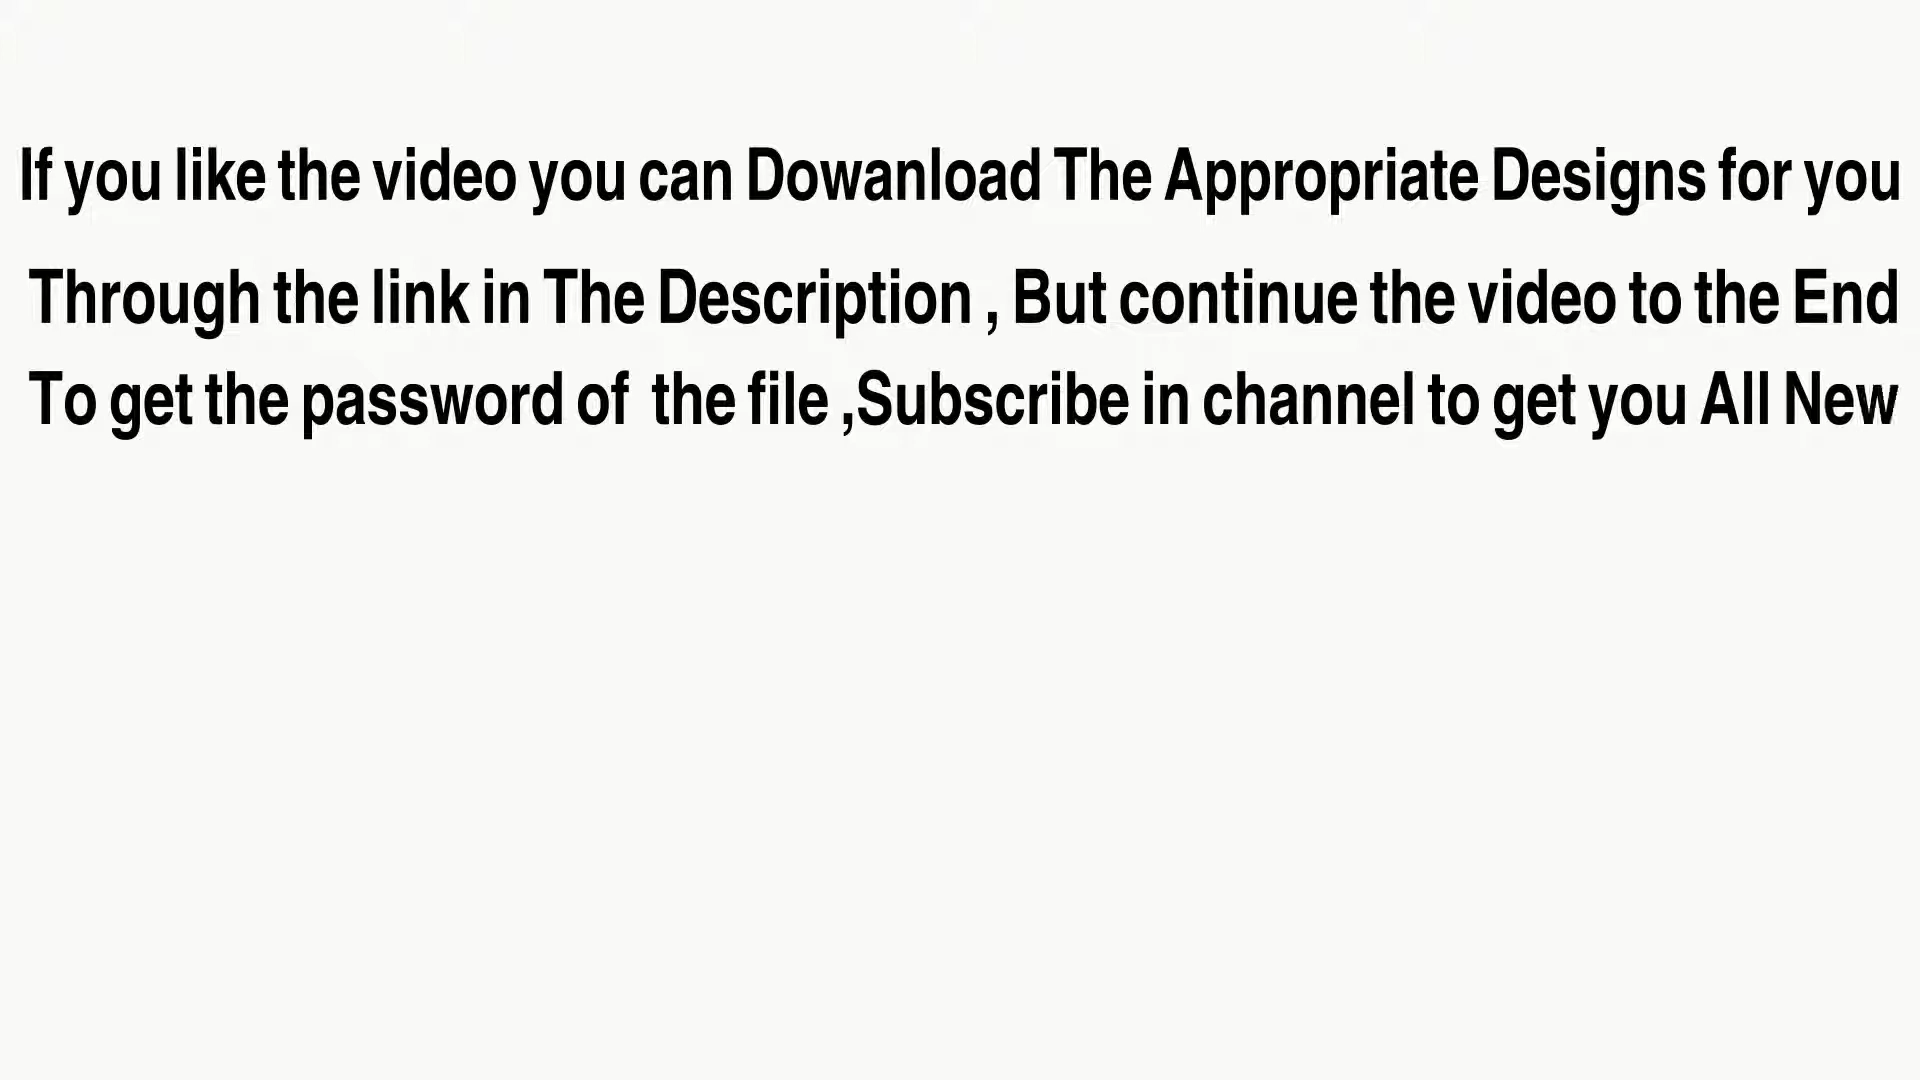 If you like the video you can Dowanload The Appropriate Designs for you
Through the link in The Description , But continue the video to the End
To get the password of  the file ,Subscribe in channel to get you All New